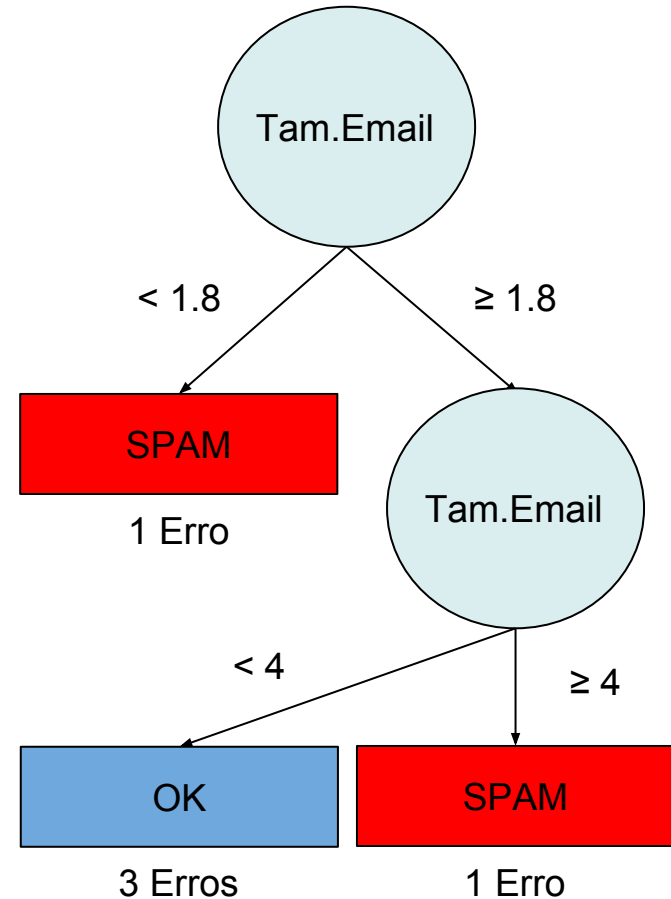 Tam.Email
< 1.8
≥ 1.8
SPAM
1 Erro
Tam.Email
< 4
≥ 4
OK
SPAM
3 Erros
1 Erro